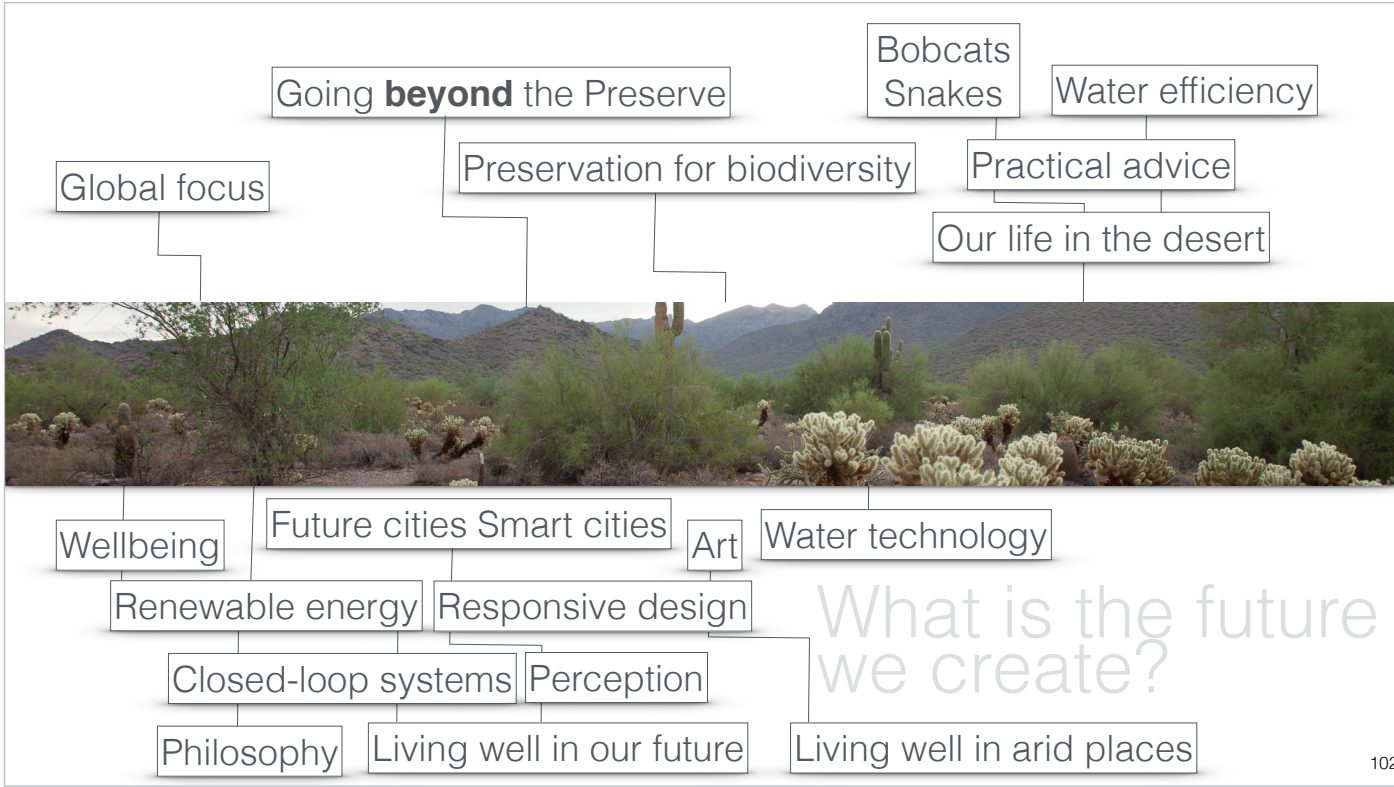 Bobcats
Snakes
Going beyond the Preserve
Water efficiency
Preservation for biodiversity
Practical advice
Global focus
Our life in the desert
Future cities Smart cities
Wellbeing
Art
Water technology
Renewable energy
Responsive design
What is the future
we create?
Closed-loop systems
Perception
Philosophy
Living well in our future
Living well in arid places
102